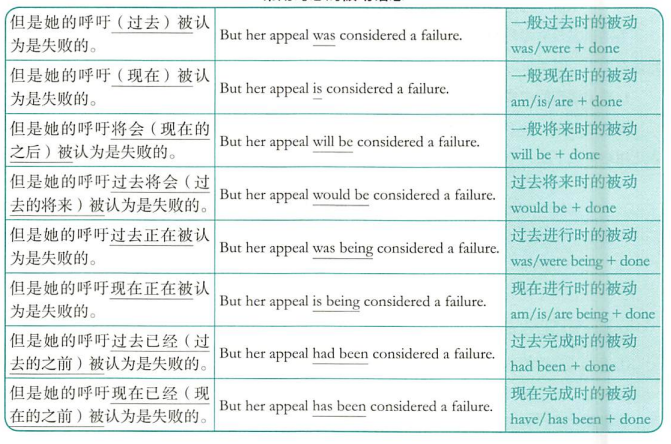 但是她的呼吁（过去）被认
为是失败的。
But her appeal was considered a failure.
一般过去时的被动
was/were + done
但是她的呼吁（现在）被认
为是失败的。
But her appeal is considered a failure.
一般现在时的被动
am/is/are + done
但是她的呼吁将会（现在的
之后）被认为是失败的。
But her appeal will be considered a failure.
一般将来时的被动
will be + done
但是她的呼吁过去将会（过
去的将来）被认为是失败的。
But her appeal would be considered a failure.
过去将来时的被动
would be + done
但是她的呼吁过去正在被认
为是失败的。
But her appeal was being considered a failure.
过去进行时的被动
was/were being + done
但是她的呼吁现在正在被认
为是失败的。
But her appeal is being considered a failure.
现在进行时的被动
am/is/are being + done
但是她的呼吁过去已经（过
去的之前）被认为是失败的。
But her appeal had been considered a failure.
过去完成时的被动
had been + done
但是她的呼吁现在已经（现
在的之前）被认为是失败的。
But her appeal has been considered a failure.
现在完成时的被动
have/has been + done